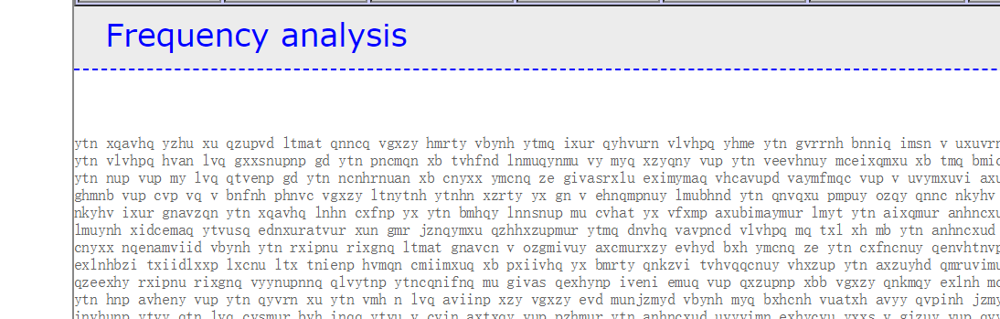 Frequency analysis
ytn xqavhq yzhu xu qzupvd ltmat qnncq vgxzy hmrty vbynh ytmq ixur qyhvurn vlvhpq yhme ytn gvrrnh bnniq imsn v uxuvrr
ytn vlvhpq hvan lvq gxxsnupnp gd ytn pncmqn xb tvhfnd lnmuqynmu vy myq xzyqny vup ytn veevhnuy mceixqmxu xb tmq bmic
ytn nup vup my lvq qtvenp gd ytn ncnhrnuan xb cnyxx ymcnq ze givasrxlu eximymaq vhcavupd vaymfmqc vup v uvymxuvi axu
ghmnb vup cvp vq v bnfnh phnvc vgxzy ltnytnh ytnhn xzrty yx gn v ehnqmpnuy lmubhnd ytn qnvqxu pmpuy ozqy qnnc nkyhv
nkyhv ixur gnavzqn ytn xqavhq lnhn cxfnp yx ytn bmhqy lnnsnup mu cvhat yx vfxmp axubimaymur lmyt ytn aixqmur anhncxu
lmuynh xidcemaq ytvusq ednxuratvur xun gmr jznqymxu qzhhxzupmur ytmq dnvhq vavpncd vlvhpq mq txl xh mb ytn anhncxud
cnyxx nqenamviid vbynh ytn rxipnu rixgnq ltmat gnavcn v ozgmivuy axcmurxzy evhyd bxh ymcnq ze ytn cxfncnuy qenvhtnvp
exlnhbzi txiidlxxp lxcnu ltx tnienp hvmqn cmiimxuq xb pxiivhq yx bmrty qnkzvi tvhvqqcnuy vhxzup ytn axzuyhd qmruvimu
qzeexhy rxipnu rixgnq vyynupnnq qlvytnp ytncqnifnq mu givas qexhynp iveni emuq vup qxzupnp xbb vgxzy qnkmqy exlnh mc
ytn hnp avheny vup ytn qyvrn xu ytn vmh n lvq aviinp xzy vgxzy evd munjzmyd vbynh myq bxhcnh vuatxh avyy qvpinh jzmy